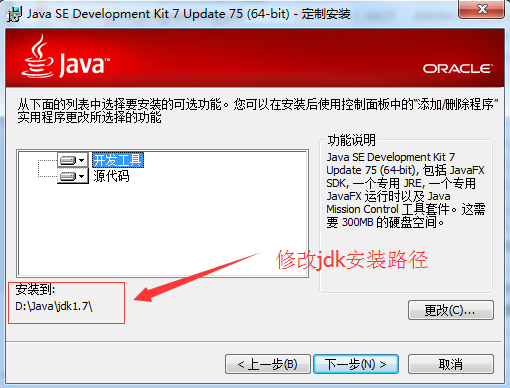 Java SE Development Kit 7 Update 75 (64-bit) - 定制安装
Java™
ORACLE
从下面的列表中选择要安装的可选功能。您可以在安装后使用控制面板中的“添加/删除程序”
实用程序更改所选择的功能
开发工具
源代码
功能说明
Java SE Development Kit 7
Update 75 (64-bit), 包括 JavaFX
SDK, 一个专用 JRE, 一个专用
JavaFX 运行时以及 Java
Mission Control 工具套件。这需
要 300MB 的硬盘空间。
修改jdk安装路径
安装到:
D:\Java\jdk1.7\
更改(C)...
< 上一步(B)
下一步(N) >
取消